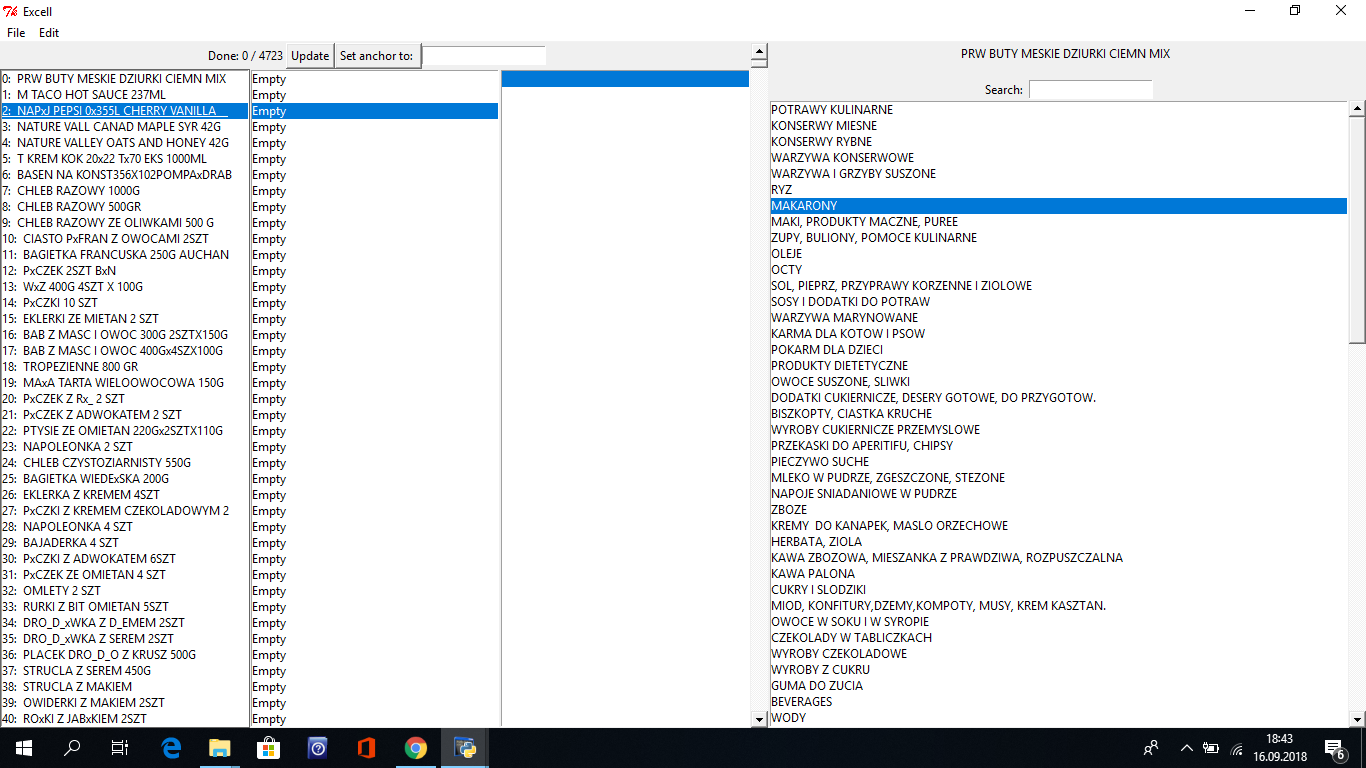 Excell
File Edit
Done: 0 / 4723 Update Set anchor to:
0: PRW BUTY MESKIE DZIURKI CIEMN MIX Empty
1: M TACO HOT SAUCE 237ML Empty
2: NAPxJ PEPSI 0x355L CHERRY VANILLA Empty
3: NATURE VALL CANAD MAPLE SYR 42G Empty
4: NATURE VALLEY OATS AND HONEY 42G Empty
5: T KREM KOK 20x22 Tx70 EKS 1000ML Empty
6: BASEN NA KONST356X102POMPAxDRAB Empty
7: CHLEB RAZOWY 1000G Empty
8: CHLEB RAZOWY 500GR Empty
9: CHLEB RAZOWY ZE OLIWKAMI 500 G Empty
10: CIASTO PxFRAN Z OWOCAMI 2SZT Empty
11: BAGIETKA FRANCUSKA 250G AUCHAN Empty
12: PxCZEK 2SZT BxN Empty
13: WxZ 400G 4SZT X 100G Empty
14: PxCZKI 10 SZT Empty
15: EKLERKI ZE MIETAN 2 SZT Empty
16: BAB Z MASC I OWOC 300G 2SZTX150G Empty
17: BAB Z MASC I OWOC 400Gx4SZX100G Empty
18: TROPEZIENNE 800 GR Empty
19: MAxA TARTA WIELOOWOCOWA 150G Empty
20: PxCZEK Z Rx_ 2 SZT Empty
21: PxCZEK Z ADWOKATEM 2 SZT Empty
22: PTYSIE ZE OMIETAN 220Gx2SZTX110G Empty
23: NAPOLEONKA 2 SZT Empty
24: CHLEB CZYSTOZIARNISTY 550G Empty
25: BAGIETKA WIEDExSKA 200G Empty
26: EKLERKA Z KREMEM 4SZT Empty
27: PxCZKI Z KREMEM CZEKOLADOWYM 2 Empty
28: NAPOLEONKA 4 SZT Empty
29: BAJADERKA 4 SZT Empty
30: PxCZKI Z ADWOKATEM 6SZT Empty
31: PxCZEK ZE OMIETAN 4 SZT Empty
32: OMLETY 2 SZT Empty
33: RURKI Z BIT OMIETAN 5SZT Empty
34: DRO_D_xWKA Z D_EMEM 2SZT Empty
35: DRO_D_xWKA Z SEREM 2SZT Empty
36: PLACEK DRO_D_O Z KRUSZ 500G Empty
37: STRUCLA Z SEREM 450G Empty
38: STRUCLA Z MAKIEM Empty
39: OWIDERKI Z MAKIEM 2SZT Empty
40: ROxKI Z JABxKIEM 2SZT Empty
PRW BUTY MESKIE DZIURKI CIEMN MIX
Search:
POTRAWY KULINARNE
KONSERWY MIESNE
KONSERWY RYBNE
WARZYWA KONSERWOWE
WARZYWA I GRZYBY SUSZONE
RYZ
MAKARONY
MAKI, PRODUKTY MACZNE, PUREE
ZUPY, BULIONY, POMOCE KULINARNE
OLEJE
OCTY
SOL, PIEPRZ, PRZYPRAWY KORZENNE I ZIOLOWE
SOSY I DODATKI DO POTRAW
WARZYWA MARYNOWANE
KARMA DLA KOTOW I PSOW
POKARM DLA DZIECI
PRODUKTY DIETETYCZNE
OWOCE SUSZONE, SLIWKI
DODATKI CUKIERNICZE, DESERY GOTOWE, DO PRZYGOTOW.
BISZKOPTY, CIASTKA KRUCHE
WYROBY CUKIERNICZE PRZEMYSLOWE
PRZEKASKI DO APERITIFU, CHIPSY
PIECZYWO SUCHE
MLEKO W PUDRZE, ZGESZCZONE, STEZONE
NAPOJE SNIADANIOWE W PUDRZE
ZBOZE
KREMY DO KANAPEK, MASLO ORZECHOWE
HERBATA, ZIOLA
KAWA ZBOZOWA, MIESZANKA Z PRAWDZIWA, ROZPUSZCZALNA
KAWA PALONA
CUKRY I SLODZIKI
MIOD, KONFITURY,DZEMY,KOMPOTY, MUSY, KREM KASZTAN.
OWOCE W SOKU I W SYROPIE
CZEKOLADY W TABLICZKACH
WYROBY CZEKOLADOWE
WYROBY Z CUKRU
GUMA DO ZUCIA
BEVERAGES
WODY
18:43
16.09.2018
6